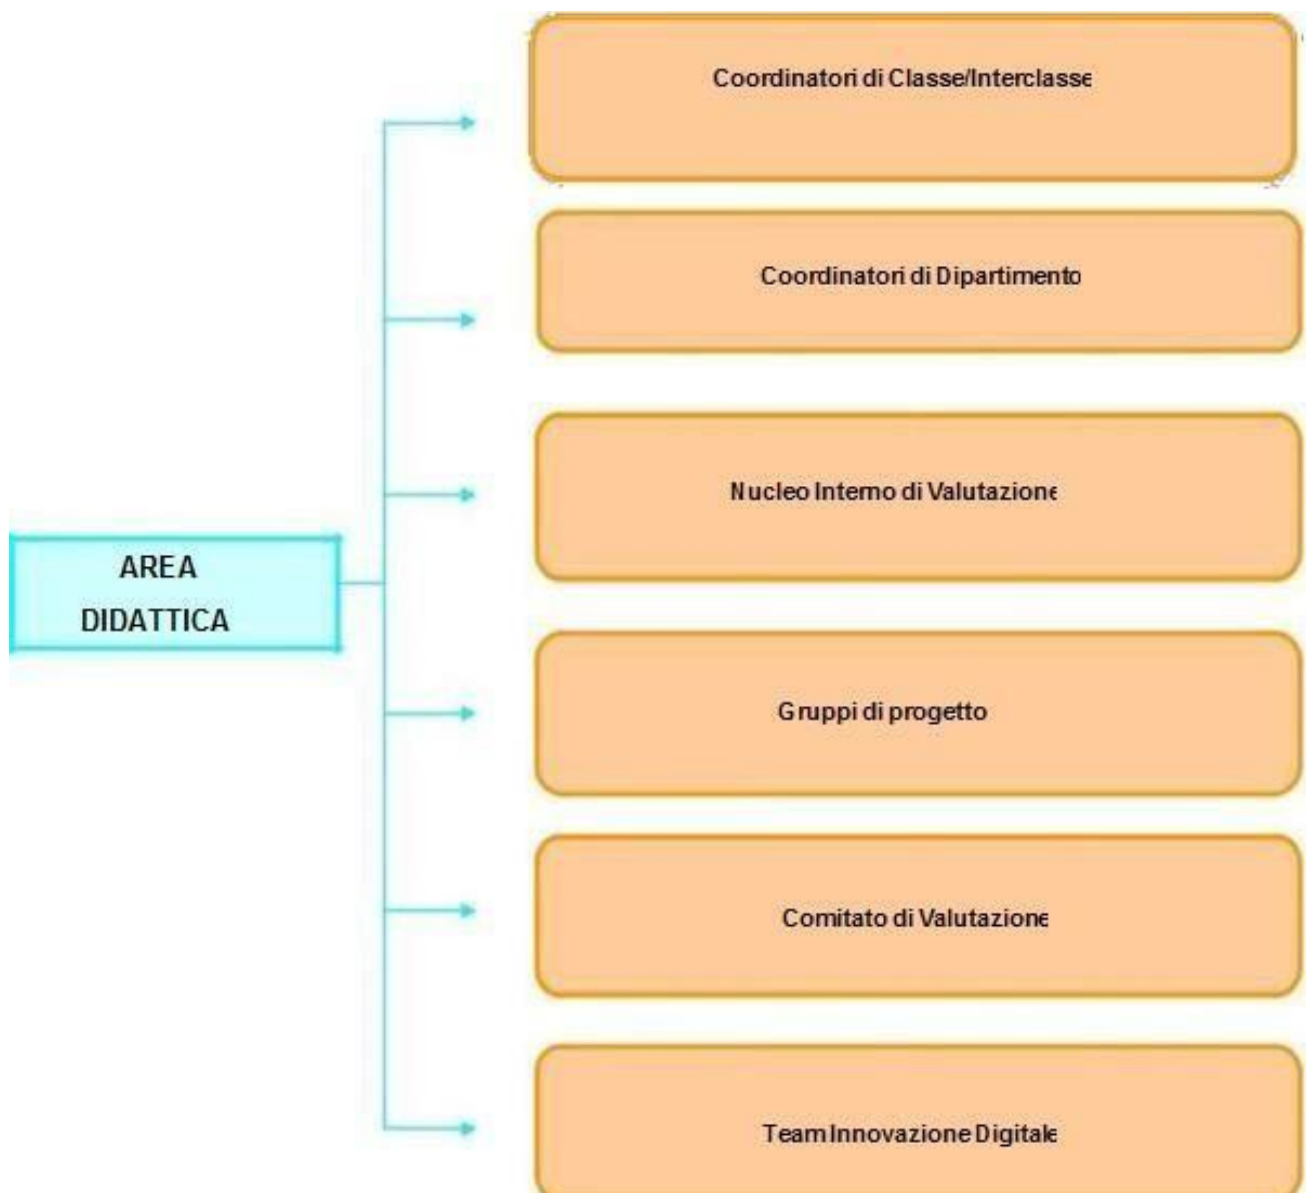 Coordinatori di Classe/Interclasse
Coordinatori di Dipartimento
Nucleo Interno di Valutazione
AREA
DIDATTICA
Gruppi di progetto
Comitato di Valutazione
Team Innovazione Digitale